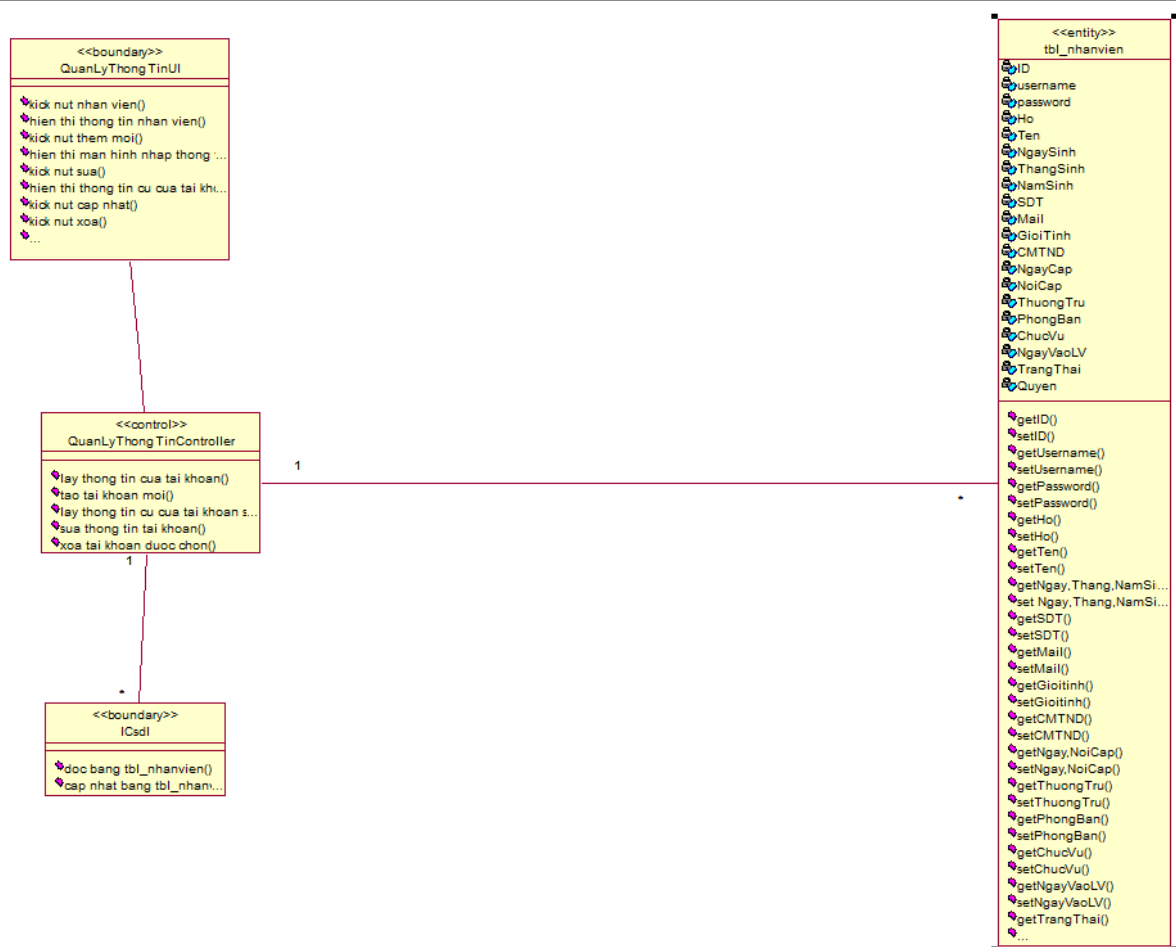 <<boundary>>
QuanLyThongTinUI
kick nut nhan vien()
hien thi thong tin nhan vien()
kick nut them moi()
hien thi man hinh nhap thong t...
kick nut sua()
hien thi thong tin cu cua tai kho...
kick nut cap nhat()
kick nut xoa()
...
<<control>>
QuanLyThongTinController
lay thong tin cua tai khoan()
tao tai khoan moi()
lay thong tin cu cua tai khoan s...
sua thong tin tai khoan()
xoa tai khoan duoc chon()
1
*
1
*
<<boundary>>
ICsdl
doc bang tbl_nhanvien()
cap nhat bang tbl_nhanv...
<<entity>>
tbl_nhanvien
ID
username
password
Ho
Ten
NgaySinh
ThangSinh
NamSinh
SDT
Mail
GioiTinh
CMTND
NgayCap
NoiCap
ThuongTru
PhongBan
ChucVu
NgayVaoLV
TrangThai
Quyen
getID()
setID()
getUsername()
setUsername()
getPassword()
setPassword()
getHo()
setHo()
getTen()
setTen()
getNgay,Thang,NamSi...
set Ngay,Thang,NamSi...
getSDT()
setSDT()
getMail()
setMail()
getGioitinh()
setGioitinh()
getCMTND()
setCMTND()
getNgay,NoiCap()
setNgay,NoiCap()
getThuongTru()
setThuongTru()
getPhongBan()
setPhongBan()
getChucVu()
setChucVu()
getNgayVaoLV()
setNgayVaoLV()
getTrangThai()
...